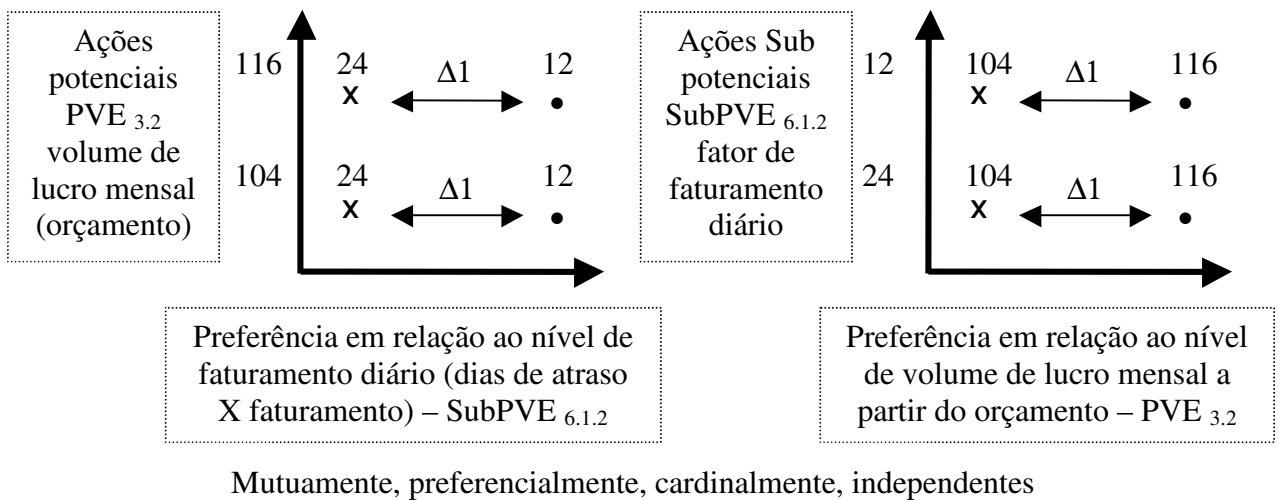 Ações
potenciais
PVE 3.2
volume de
lucro mensal
(orçamento)
116
24
Δ1
12
x
•
104
24
Δ1
12
x
•
Preferência em relação ao nível de
faturamento diário (dias de atraso
X faturamento) – SubPVE 6.1.2
Ações Sub
potenciais
SubPVE 6.1.2
fator de
faturamento
diário
12
104
Δ1
116
x
•
24
104
Δ1
116
x
•
Preferência em relação ao nível
de volume de lucro mensal a
partir do orçamento – PVE 3.2
Mutuamente, preferencialmente, cardinalmente, independentes